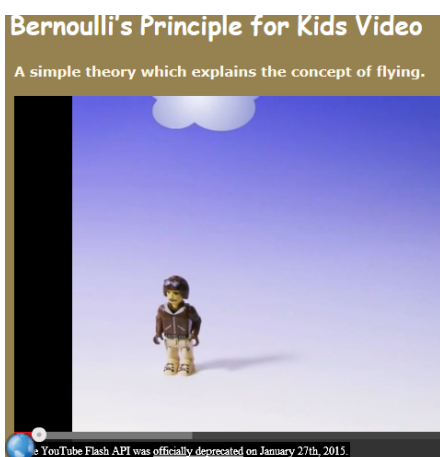 Bernoulli's Principle for Kids Video
A simple theory which explains the concept of flying.
YouTube Flash API was officially deprecated on January 27th, 2015.